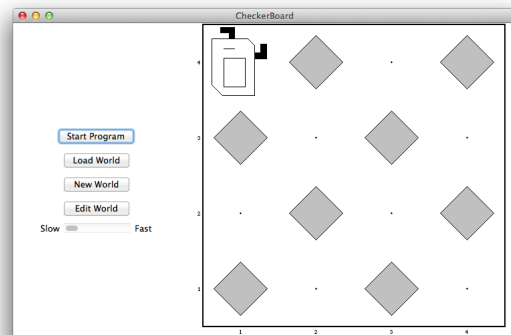 CheckerBoard
Start Program
Load World
New World
Edit World
Slow Fast
4
3
2
1
1 2 3 4